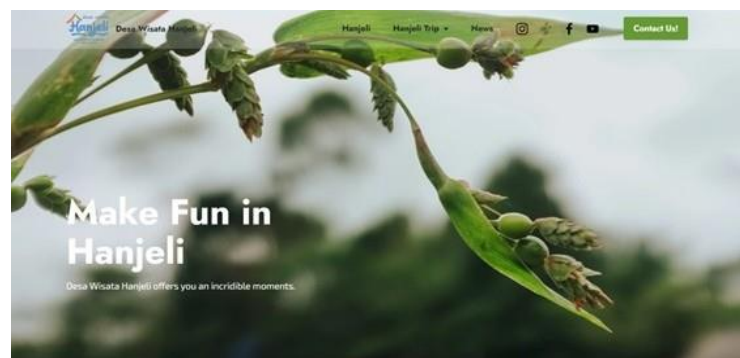 Hanjeli
Desa Wisata Hanjeli
Hanjeli
Hanjeli Trip
News
Contact Us!
Make Fun in
Hanjeli
Desa Wisata Hanjeli offers you an incridible moments.